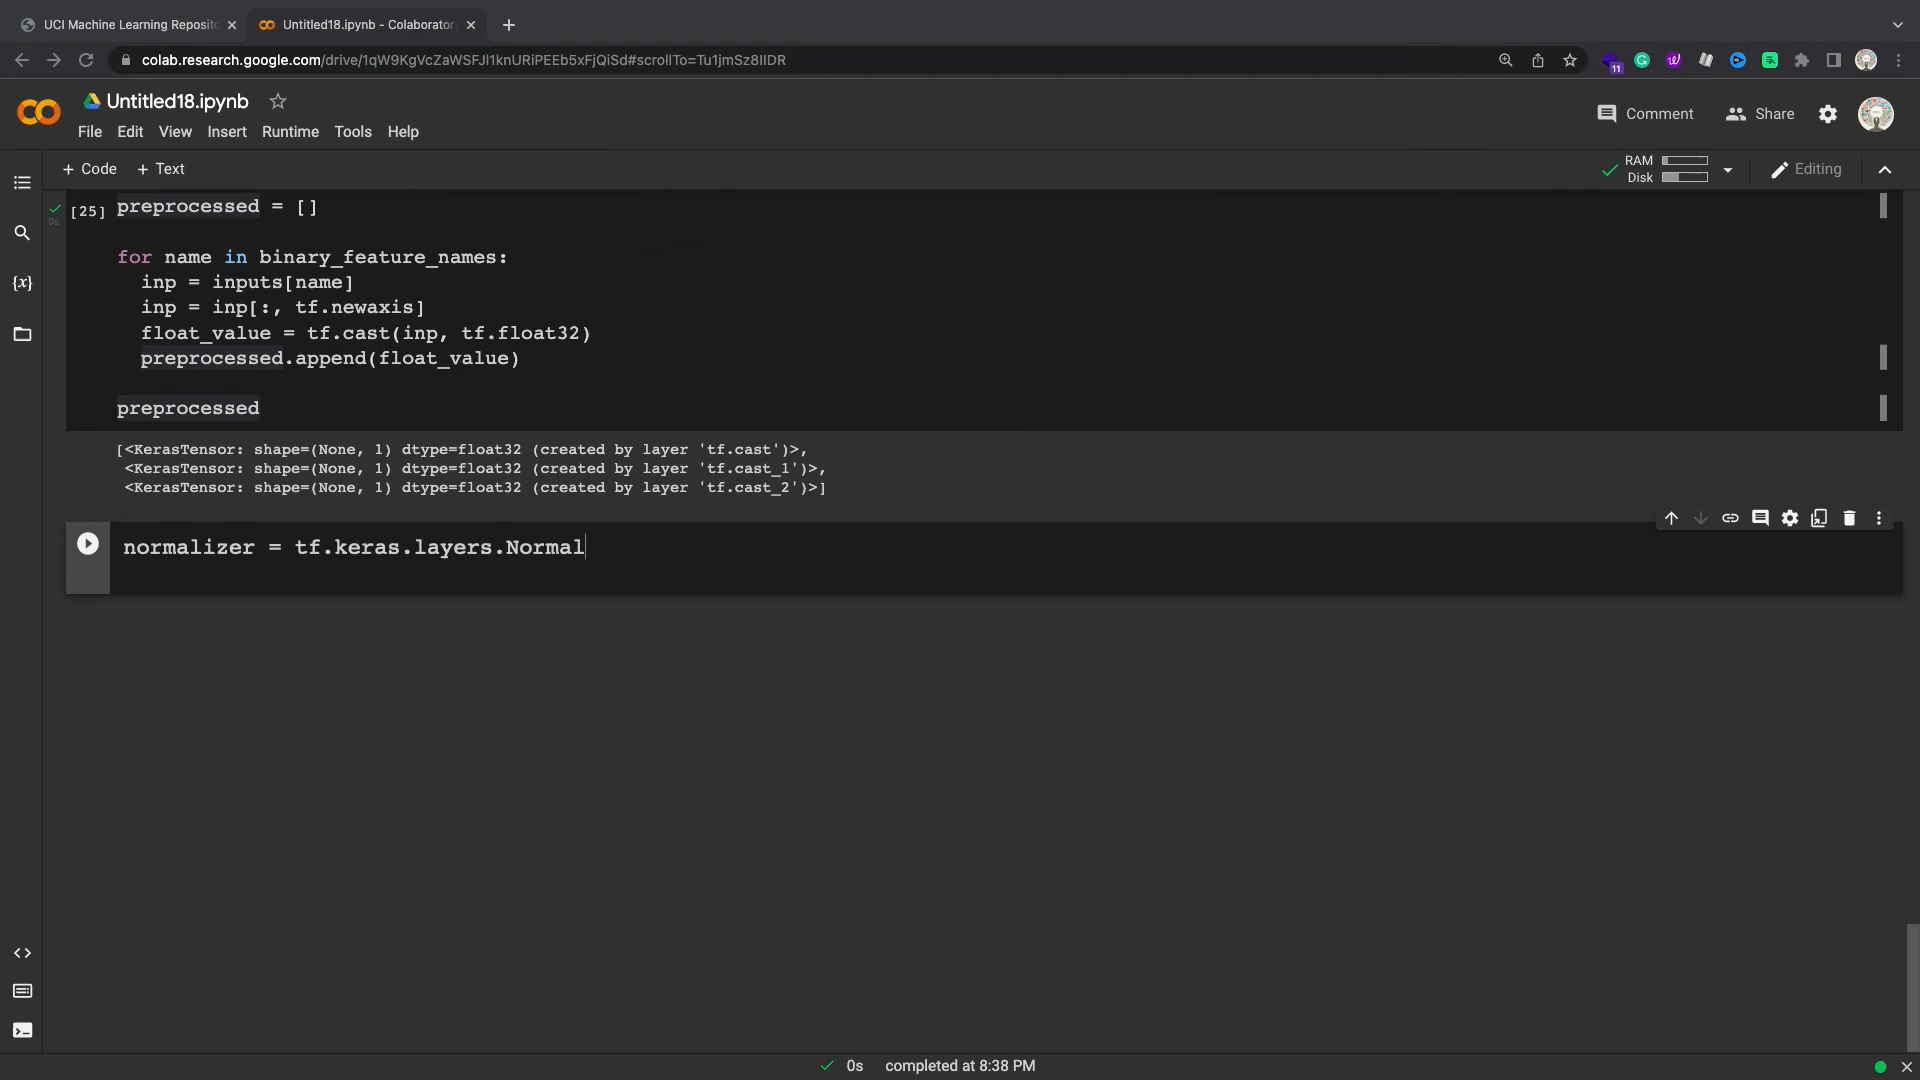 UCI Machine Learning Reposito
Untitled18.ipynb - Colaboratory
colab.research.google.com/drive/1qW9KgVcZaWSFJl1knURiPEEb5xFjQiSd#scrollTo=Tu1jmSz8IIDR
11
Untitled18.ipynb
Comment
Share
File Edit View Insert Runtime Tools Help
+ Code + Text
RAM
Disk
Editing
0s
[25] preprocessed = []
for name in binary_feature_names:
inp = inputs[name]
inp = inp[:, tf.newaxis]
float_value = tf.cast(inp, tf.float32)
preprocessed.append(float_value)
preprocessed
[<KerasTensor: shape=(None, 1) dtype=float32 (created by layer 'tf.cast')>,
<KerasTensor: shape=(None, 1) dtype=float32 (created by layer 'tf.cast_1')>,
<KerasTensor: shape=(None, 1) dtype=float32 (created by layer 'tf.cast_2')>]
normalizer = tf.keras.layers.Normal
0s completed at 8:38 PM